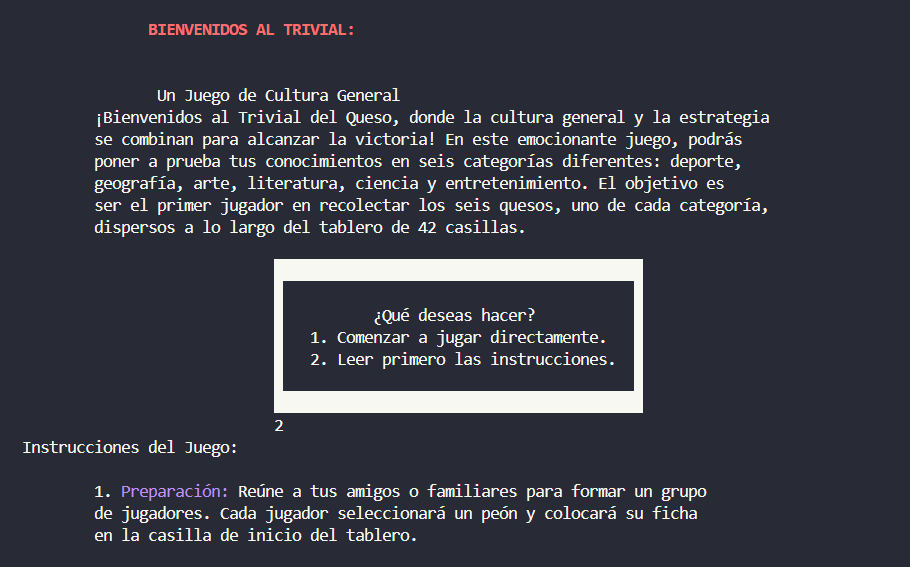 BIENVENIDOS AL TRIVIAL:
Un Juego de Cultura General
¡Bienvenidos al Trivial del Queso, donde la cultura general y la estrategia
se combinan para alcanzar la victoria! En este emocionante juego, podrás
poner a prueba tus conocimientos en seis categorías diferentes: deporte,
geografía, arte, literatura, ciencia y entretenimiento. El objetivo es
ser el primer jugador en recolectar los seis quesos, uno de cada categoría,
dispersos a lo largo del tablero de 42 casillas.
¿Qué deseas hacer?
1. Comenzar a jugar directamente.
2. Leer primero las instrucciones.
2
Instrucciones del Juego:
1. Preparación: Reúne a tus amigos o familiares para formar un grupo
de jugadores. Cada jugador seleccionará un peón y colocará su ficha
en la casilla de inicio del tablero.